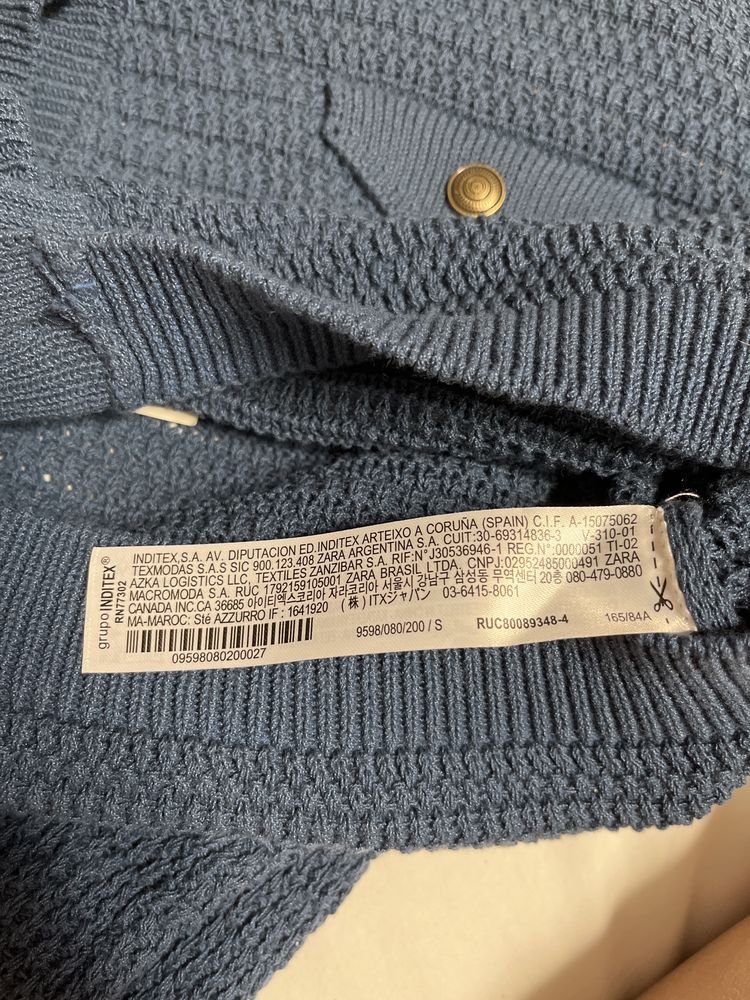 grupo INDITEX®
RN77302
INDITEX,S.A. AV. DIPUTACION ED.INDITEX ARTEIXO A CORUÑA (SPAIN) C.I.F. A-15075062
TEXMODAS S.A.S SIC 900.123.408 ZARA ARGENTINA S.A. CUIT:30-69314836-3 V-310-01
AZKA LOGISTICS LLC, TEXTILES ZANZIBAR S.A. RIF:N°J30536946-1 REG.N°:0000051 TI-02
MACROMODA S.A. RUC 1792159105001 ZARA BRASIL LTDA. CNPJ:02952485000491 ZARA
CANADA INC.CA 36685 아이티엑스코리아 자라코리아 서울시 강남구 삼성동 무역센터 20층 080-479-0880
MA-MAROC: Sté AZZURRO IF : 1641920 (株) ITXジャパン 03-6415-8061
09598080200027
9598/080/200 / S
RUC80089348-4
165/84A